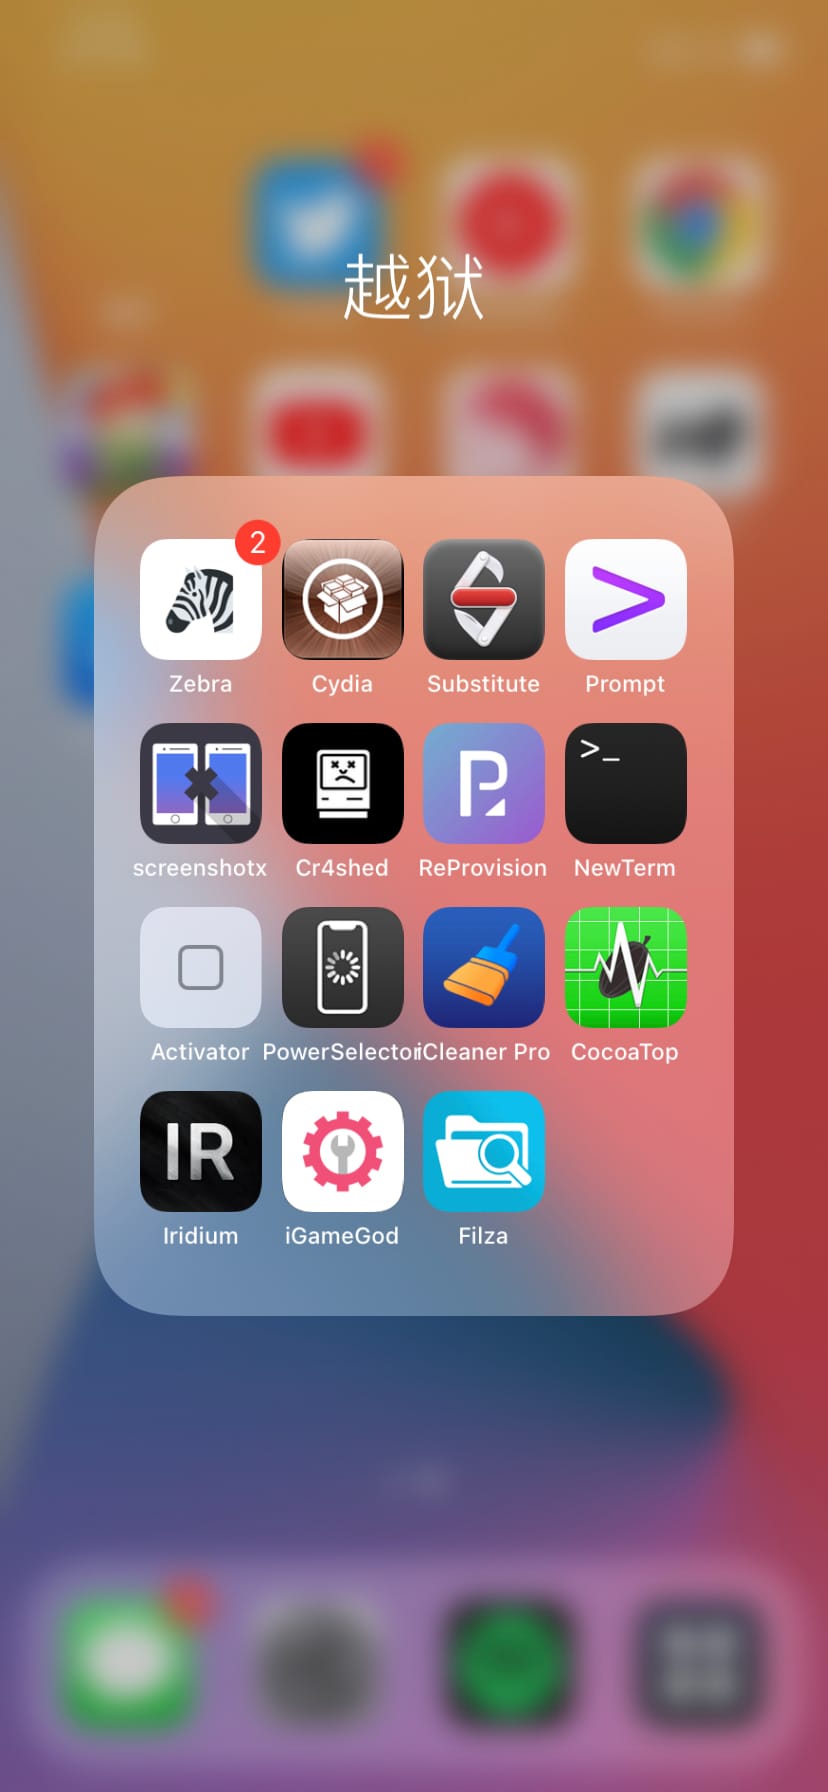 越狱
2
Zebra
Cydia
Substitute
Prompt
screenshotx
Cr4shed
ReProvision
>_
NewTerm
Activator
PowerSelector
iCleaner Pro
CocoaTop
IR
Iridium
iGameGod
Filza